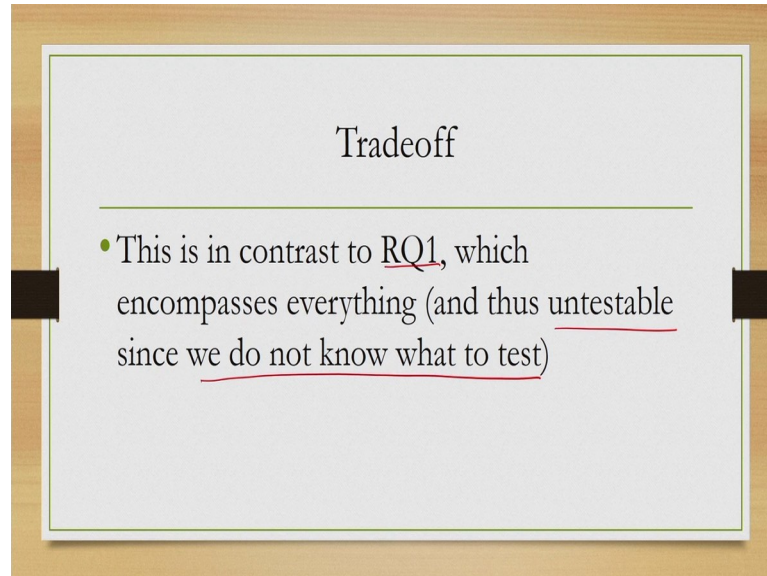 Tradeoff
• This is in contrast to RQ1, which
encompasses everything (and thus untestable
since we do not know what to test)